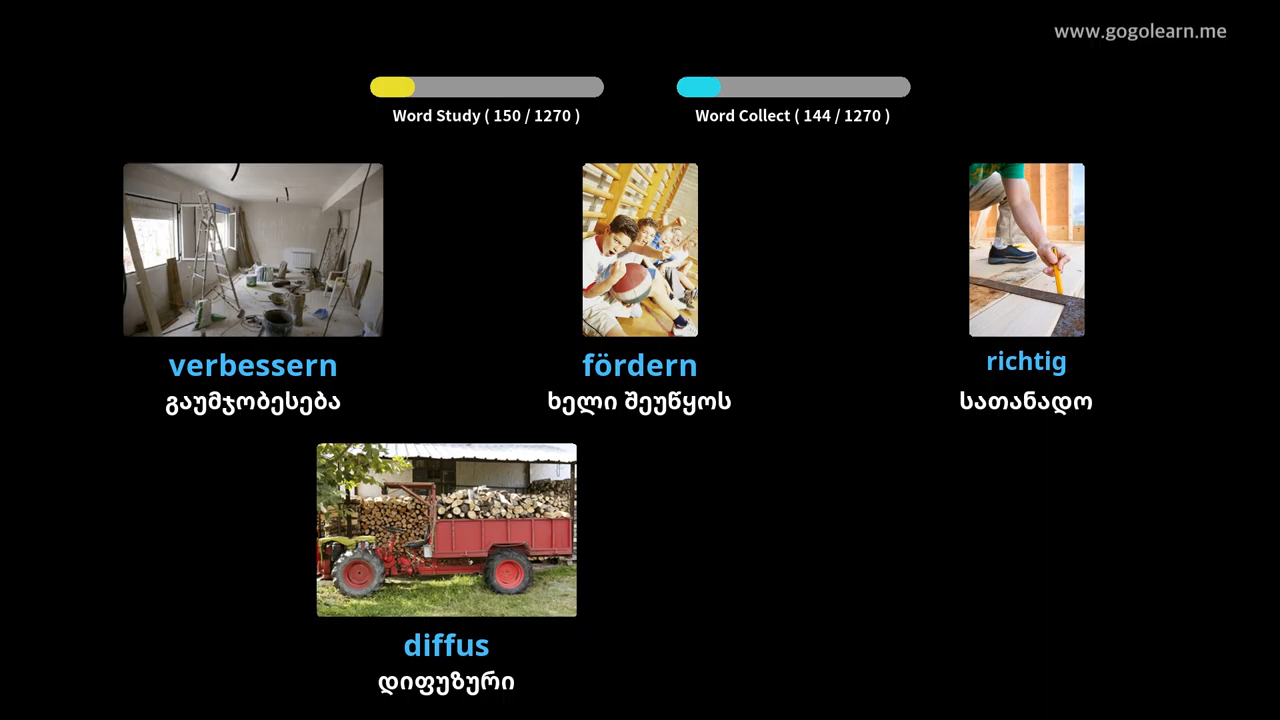 www.gogolearn.me
Word Study ( 150 / 1270 )
Word Collect ( 144 / 1270 )
verbessern
გაუმჯობესება
fördern
ხელი შეუწყოს
richtig
სათანადო
diffus
დიფუზური